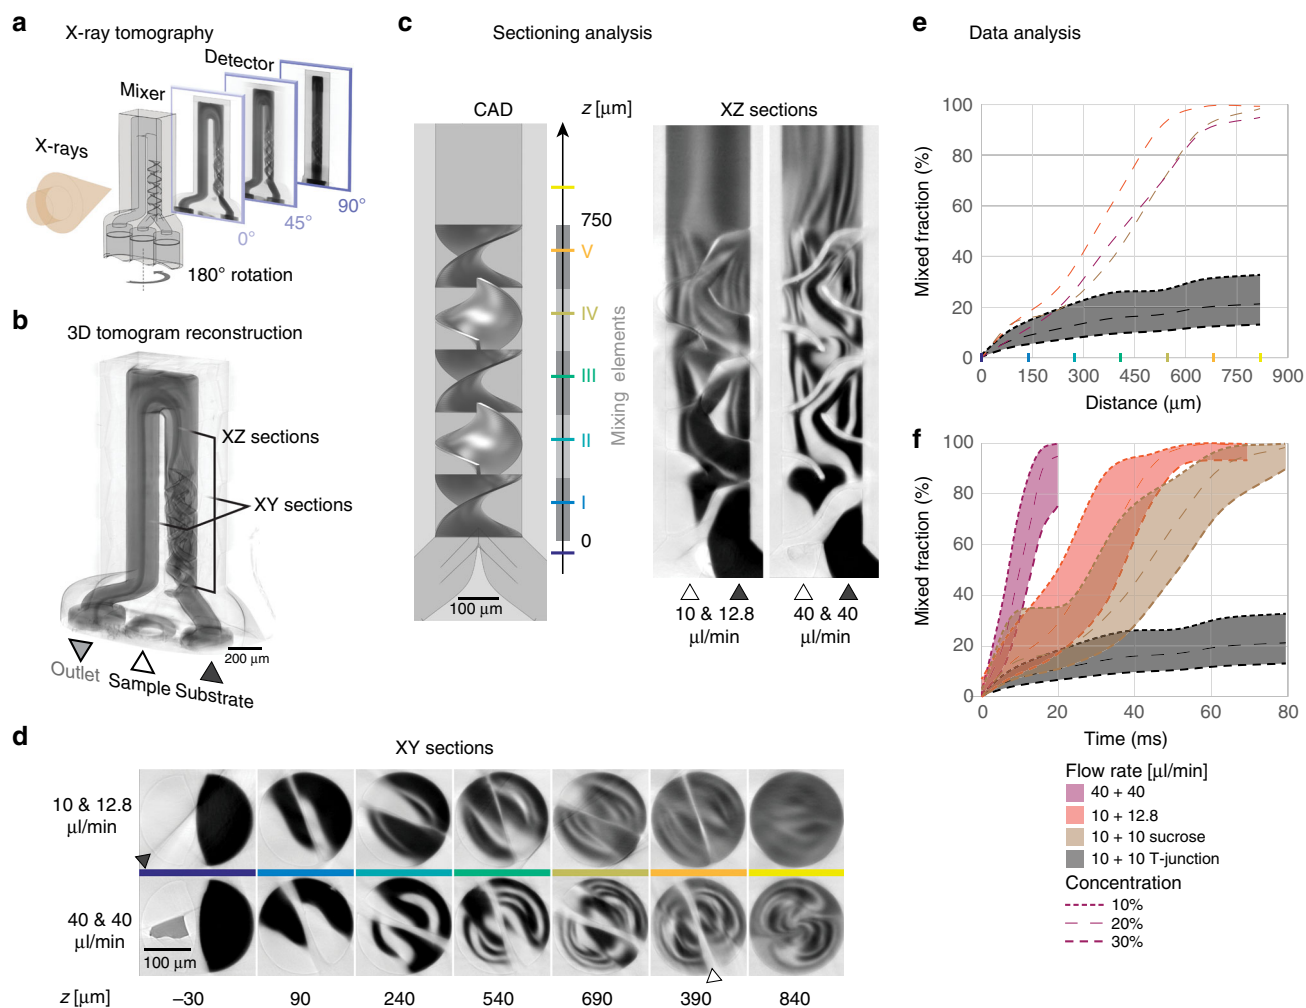 a
X-ray tomography
Detector
Mixer
X-rays
0°
45°
90°
180° rotation
b
3D tomogram reconstruction
XZ sections
XY sections
200 μm
Outlet
Sample
Substrate
c
Sectioning analysis
CAD
z [μm]
XZ sections
750
V
IV
III
II
I
0
Mixing elements
100 μm
10 & 12.8
μl/min
40 & 40
μl/min
d
XY sections
10 & 12.8
μl/min
40 & 40
μl/min
100 μm
z [μm]
–30
90
240
540
690
390
840
e
Data analysis
Mixed fraction (%)
100
80
60
40
20
0
0
150
300
450
600
750
900
Distance (μm)
f
Mixed fraction (%)
100
80
60
40
20
0
0
20
40
60
80
Time (ms)
Flow rate [μl/min]
40 + 40
10 + 12.8
10 + 10 sucrose
10 + 10 T-junction
Concentration
10%
20%
30%